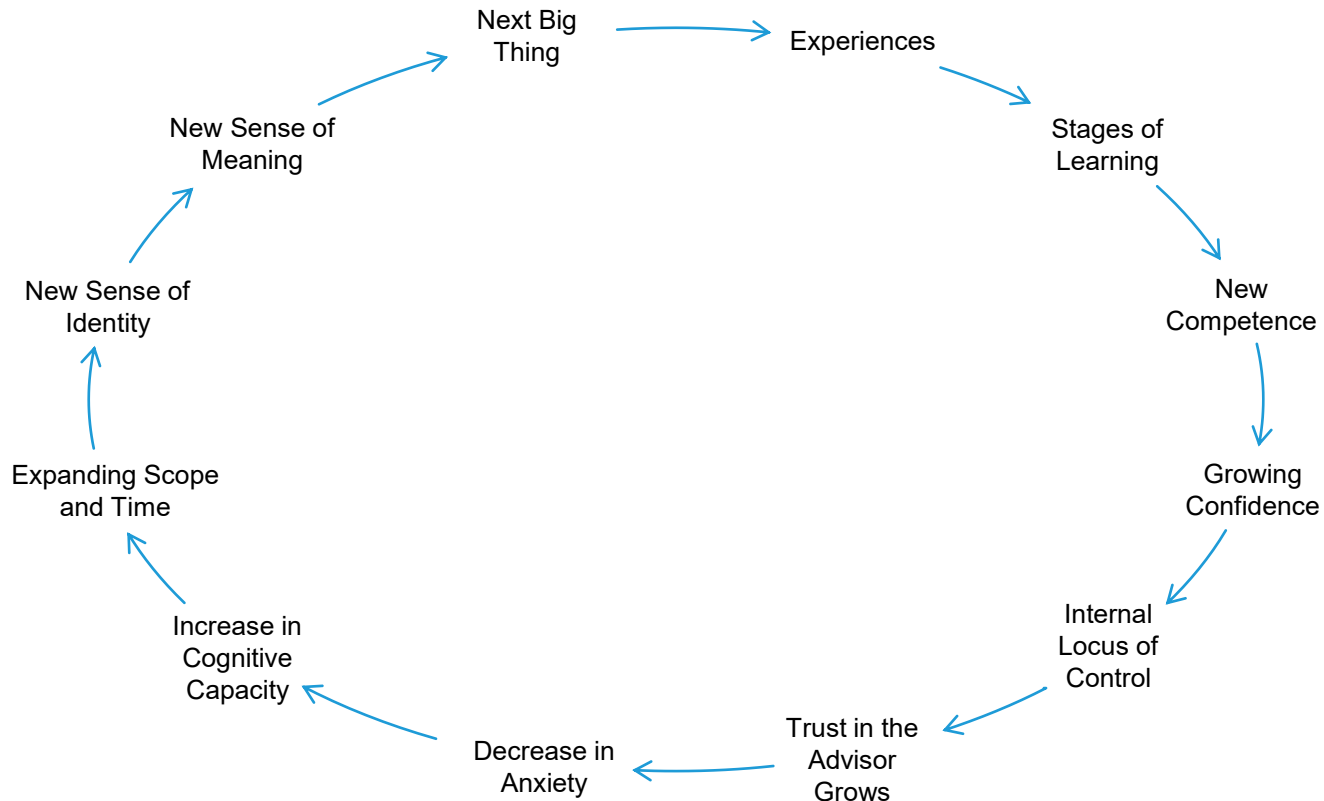 Next Big
Thing
Experiences
Stages of
Learning
New
Competence
Growing
Confidence
Internal
Locus of
Control
Trust in the
Advisor
Grows
Decrease in
Anxiety
Increase in
Cognitive
Capacity
Expanding Scope
and Time
New Sense of
Identity
New Sense of
Meaning